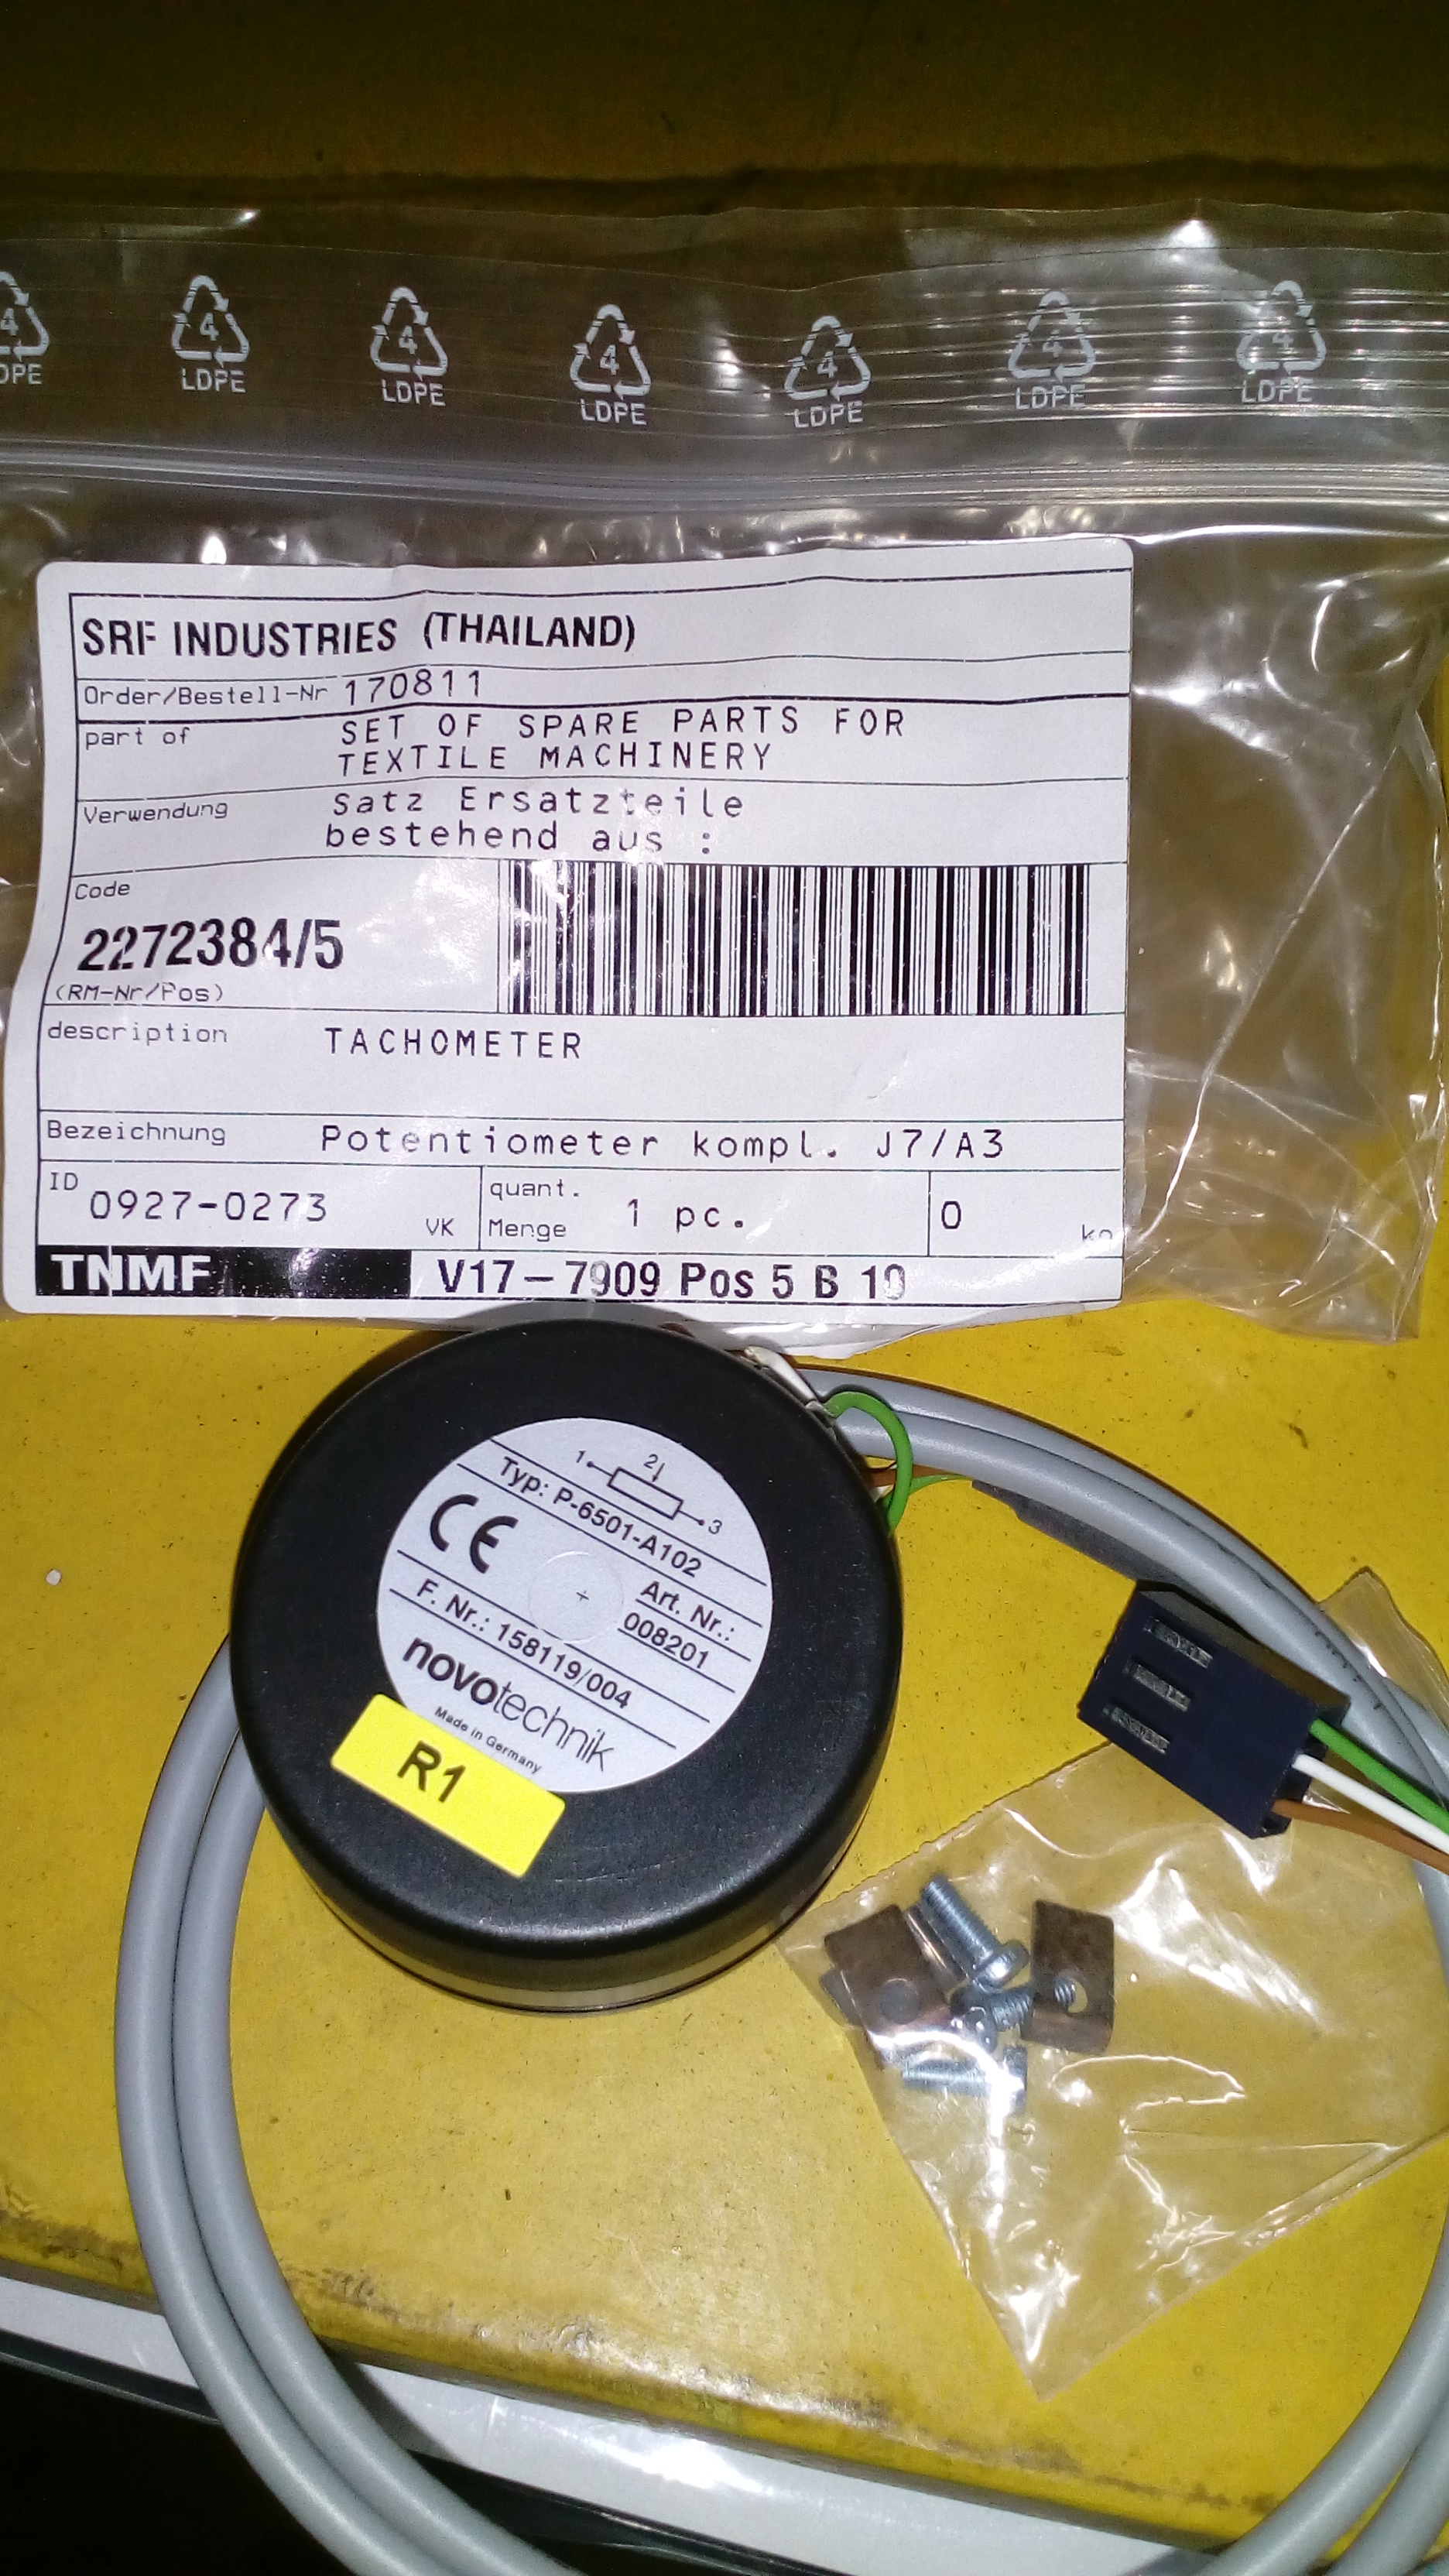 4 4 4 4 4 4 4
LDPE LDPE LDPE LDPE LDPE LDPE
SRF INDUSTRIES (THAILAND)
Order/Bestell-Nr 170811
part of SET OF SPARE PARTS FOR
TEXTILE MACHINERY
Verwendung Satz Ersatzteile
bestehend aus :
Code
2272384/5
(RM-Nr/Pos)
description TACHOMETER
Bezeichnung Potentiometer kompl. J7/A3
ID 0927-0273 VK
quant.
Menge 1 pc. 0
TNMF V17-7909 Pos 5 B 10
1 2 3
Typ: P-6501-A102
CE
Art. Nr.:
008201
F. Nr.: 158119/004
novotechnik
Made in Germany
R1